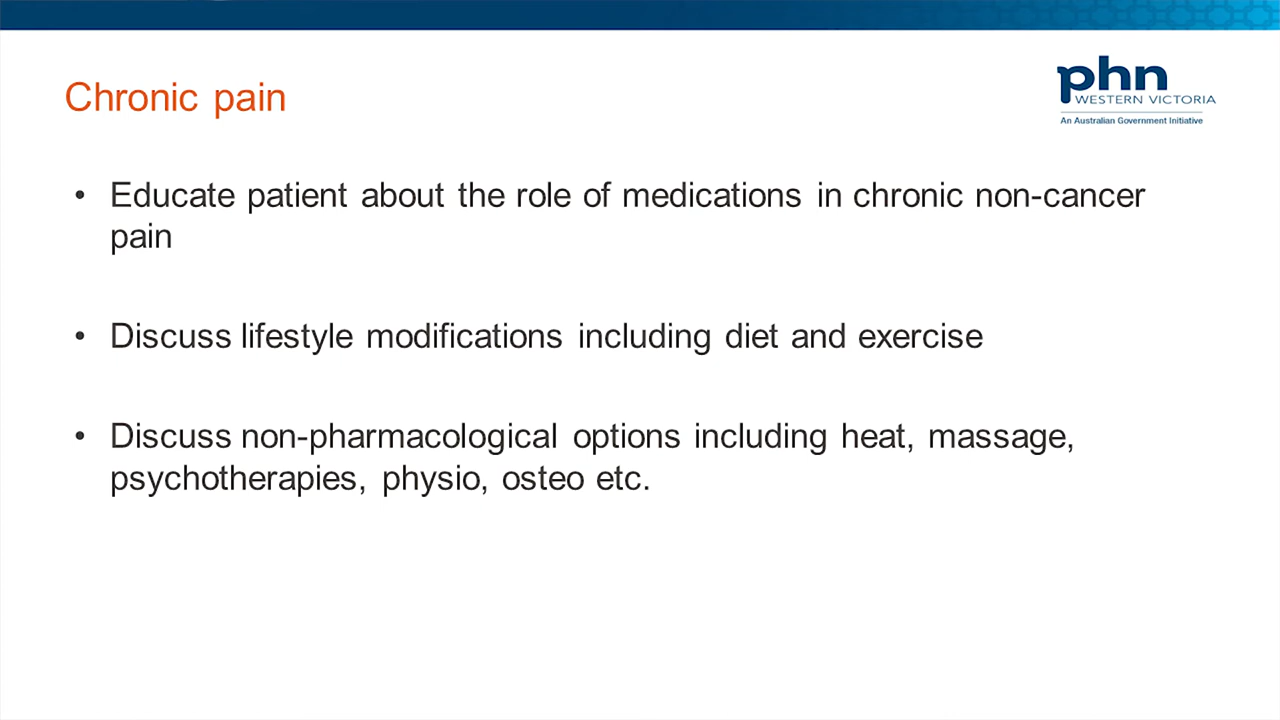 Chronic pain
phn
WESTERN VICTORIA
An Australian Government Initiative
• Educate patient about the role of medications in chronic non-cancer
pain
• Discuss lifestyle modifications including diet and exercise
• Discuss non-pharmacological options including heat, massage,
psychotherapies, physio, osteo etc.